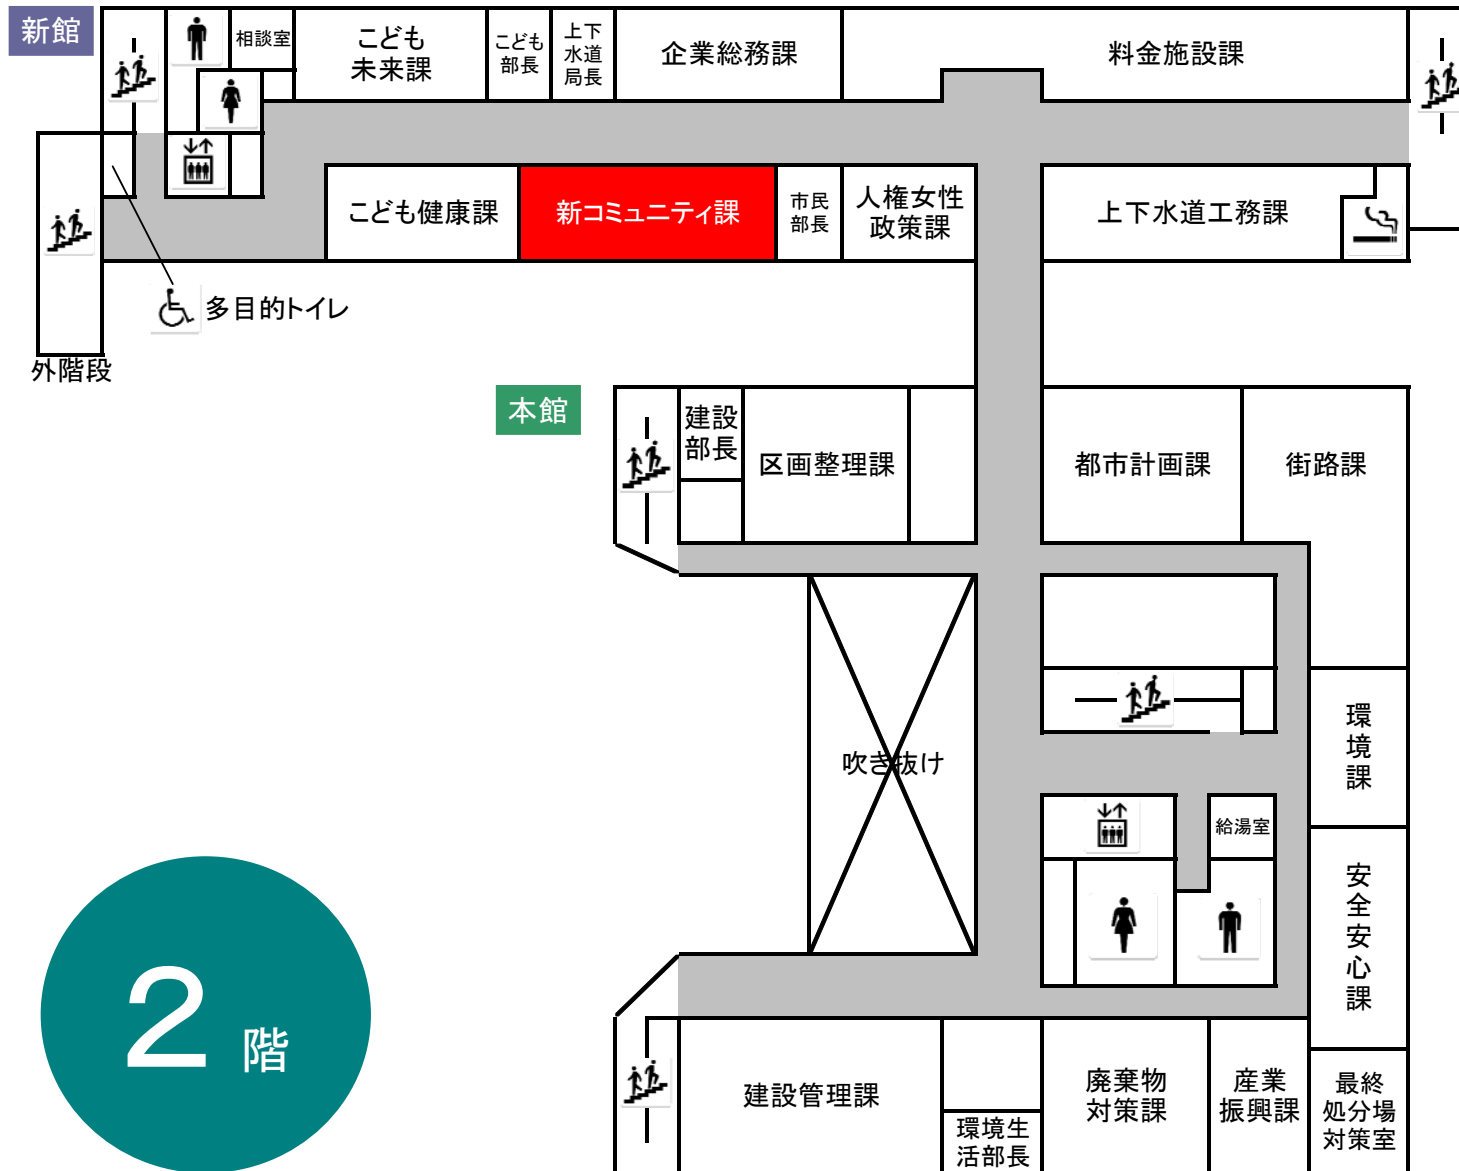 新館
相談室
こども
未来課
こども
部長
上下
水道
局長
企業総務課
料金施設課
こども健康課
新コミュニティ課
市民
部長
人権女性
政策課
上下水道工務課
多目的トイレ
外階段
本館
建設
部長
区画整理課
都市計画課
街路課
環境課
吹き抜け
給湯室
安全安心課
2階
建設管理課
環境生
活部長
廃棄物
対策課
産業
振興課
最終
処分場
対策室